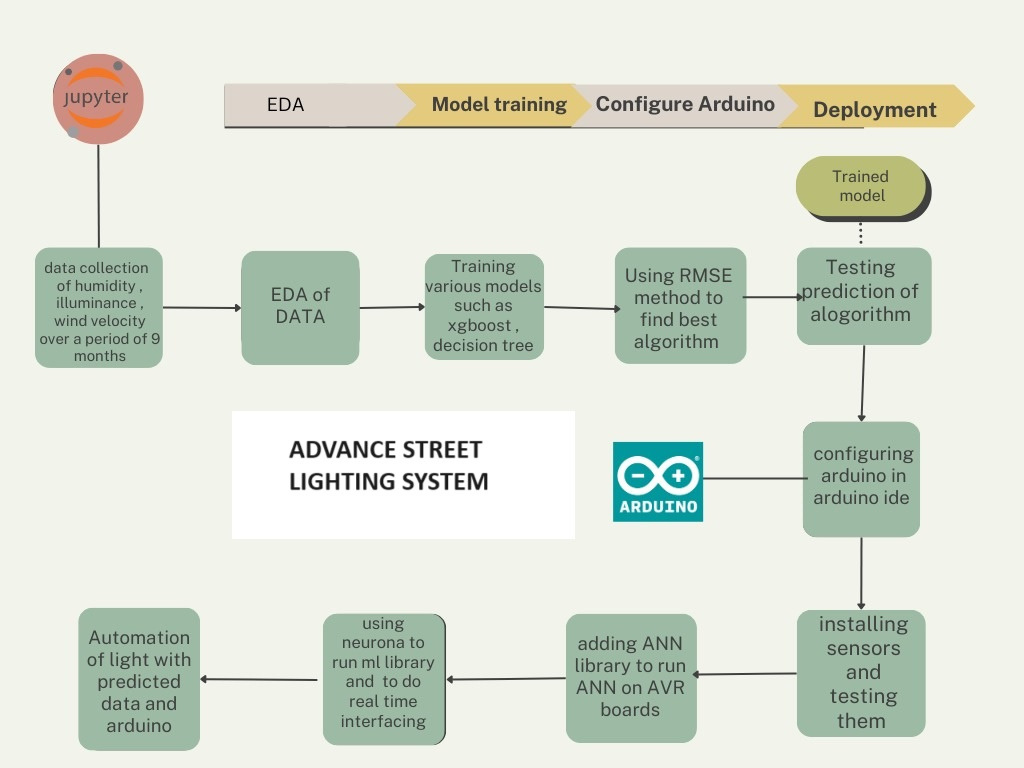 jupyter
EDA
Model training
Configure Arduino
Deployment
Trained
model
data collection
of humidity ,
illuminance ,
wind velocity
over a period of 9
months
EDA of
DATA
Training
various models
such as
xgboost ,
decision tree
Using RMSE
method to
find best
algorithm
Testing
prediction of
alogorithm
ADVANCE STREET
LIGHTING SYSTEM
ARDUINO
configuring
arduino in
arduino ide
Automation
of light with
predicted
data and
arduino
using
neurona to
run ml library
and to do
real time
interfacing
adding ANN
library to run
ANN on AVR
boards
installing
sensors
and
testing
them